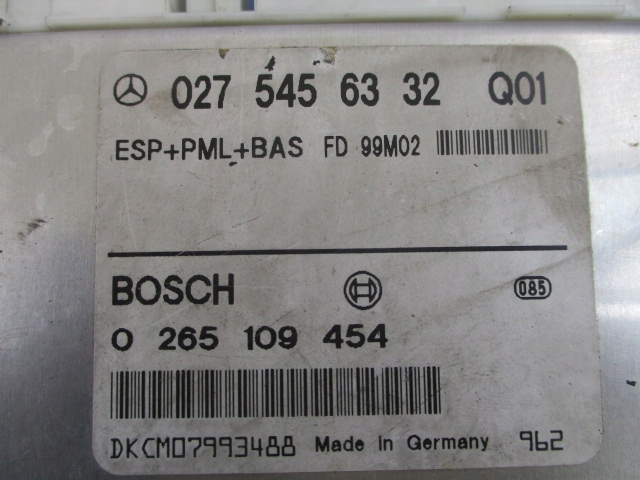 027 545 63 32 Q01
ESP+PML+BAS FD 99M02
BOSCH 085
0 265 109 454
DKCM07993488 Made In Germany 962